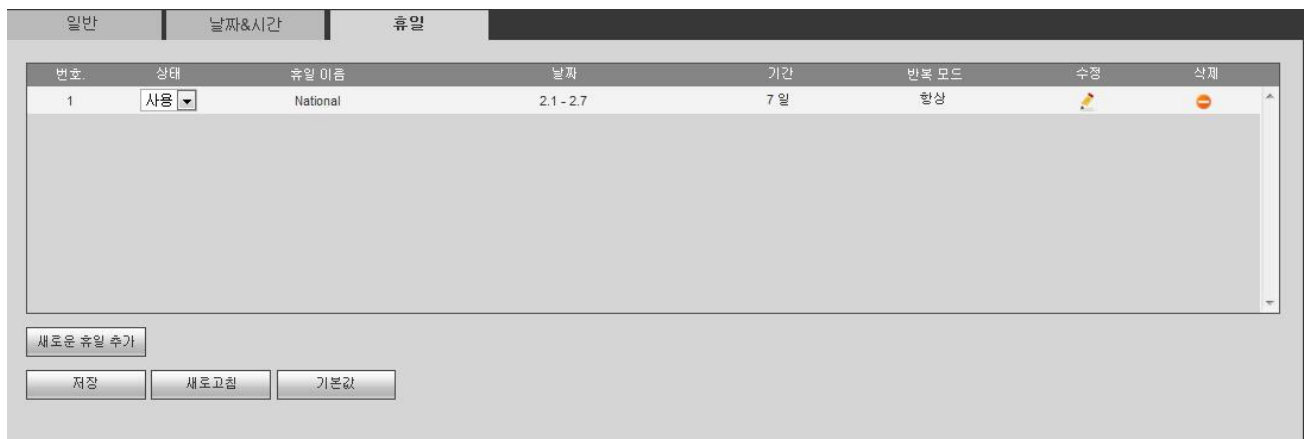 일반 날짜&시간 휴일
번호. 상태 휴일 이름 날짜 기간 반복 모드 수정 삭제
1 사용 National 2.1 - 2.7 7 일 항상
새로운 휴일 추가
저장 새로고침 기본값